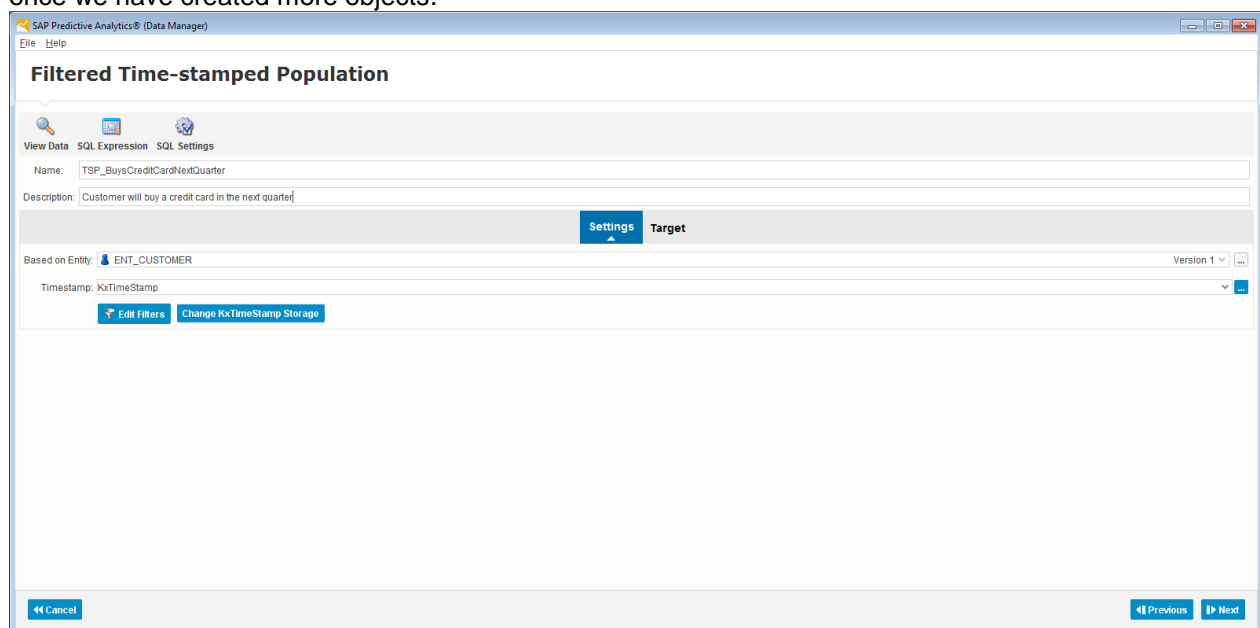 once we have created more objects.
SAP Predictive Analytics® (Data Manager)
File Help
Filtered Time-stamped Population
View Data SQL Expression SQL Settings
Name: TSP_BuysCreditCardNextQuarter
Description: Customer will buy a credit card in the next quarter
Settings Target
Based on Entity: ENT_CUSTOMER Version 1 ...
Timestamp: KxTimeStamp ...
Edit Filters Change KxTimeStamp Storage
Cancel Previous Next